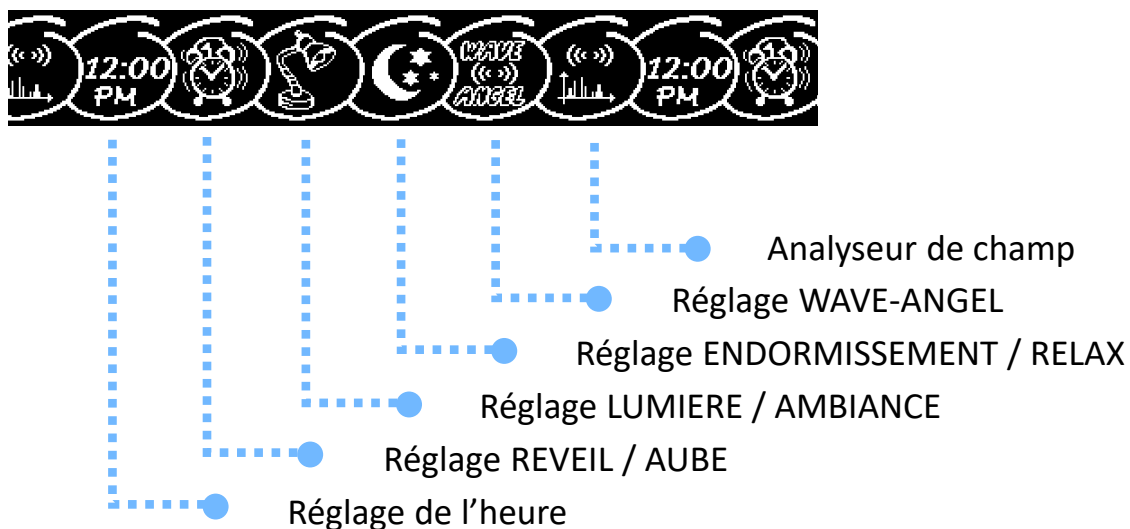 12:00 PM WAVE ANGEL 12:00 PM
Analyseur de champ
Réglage WAVE-ANGEL
Réglage ENDORMISSEMENT / RELAX
Réglage LUMIERE / AMBIANCE
Réglage REVEIL / AUBE
Réglage de l’heure